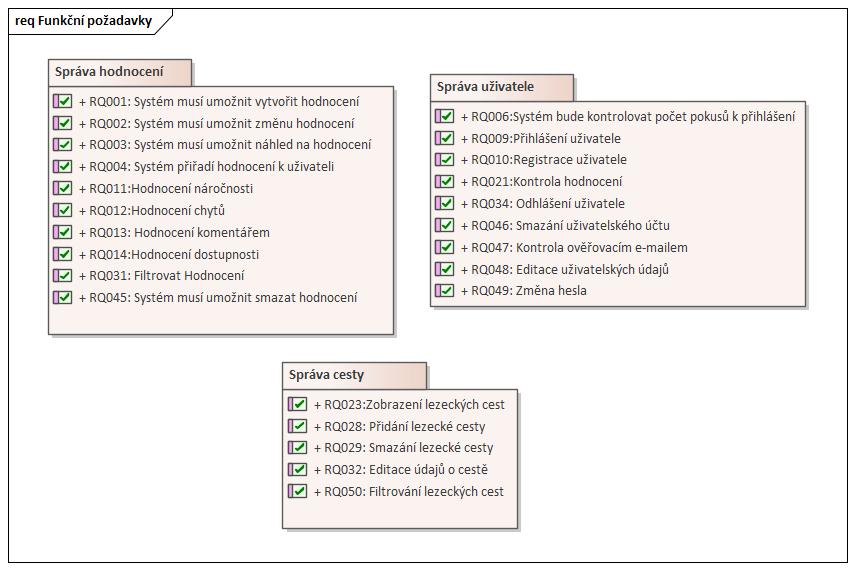 req Funkční požadavky
Správa hodnocení
+ RQ001: Systém musí umožnit vytvořit hodnocení
+ RQ002: Systém musí umožnit změnu hodnocení
+ RQ003: Systém musí umožnit náhled na hodnocení
+ RQ004: Systém přiřadí hodnocení k uživateli
+ RQ011:Hodnocení náročnosti
+ RQ012:Hodnocení chytů
+ RQ013: Hodnocení komentářem
+ RQ014:Hodnocení dostupnosti
+ RQ031: Filtrovat Hodnocení
+ RQ045: Systém musí umožnit smazat hodnocení
Správa uživatele
+ RQ006:Systém bude kontrolovat počet pokusů k přihlášení
+ RQ009:Přihlášení uživatele
+ RQ010:Registrace uživatele
+ RQ021:Kontrola hodnocení
+ RQ034: Odhlášení uživatele
+ RQ046: Smazání uživatelského účtu
+ RQ047: Kontrola ověřovacím e-mailem
+ RQ048: Editace uživatelských údajů
+ RQ049: Změna hesla
Správa cesty
+ RQ023:Zobrazení lezeckých cest
+ RQ028: Přidání lezecké cesty
+ RQ029: Smazání lezecké cesty
+ RQ032: Editace údajů o cestě
+ RQ050: Filtrování lezeckých cest